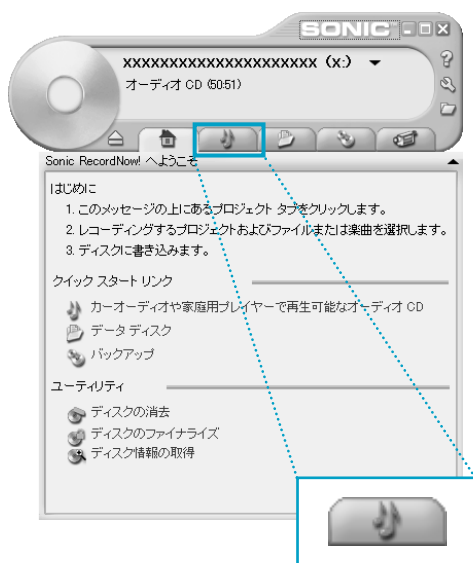 SONIC
xxxxxxxxxxxxxxxxxxxxxx (x:)
オーディオ CD (50:51)
Sonic RecordNow! へようこそ
はじめに
1. このメッセージの上にあるプロジェクト タブをクリックします。
2. レコーディングするプロジェクトおよびファイルまたは楽曲を選択します。
3. ディスクに書き込みます。
クイック スタート リンク
カーオーディオや家庭用プレイヤーで再生可能なオーディオ CD
データ ディスク
バックアップ
ユーティリティ
ディスクの消去
ディスクのファイナライズ
ディスク情報の取得